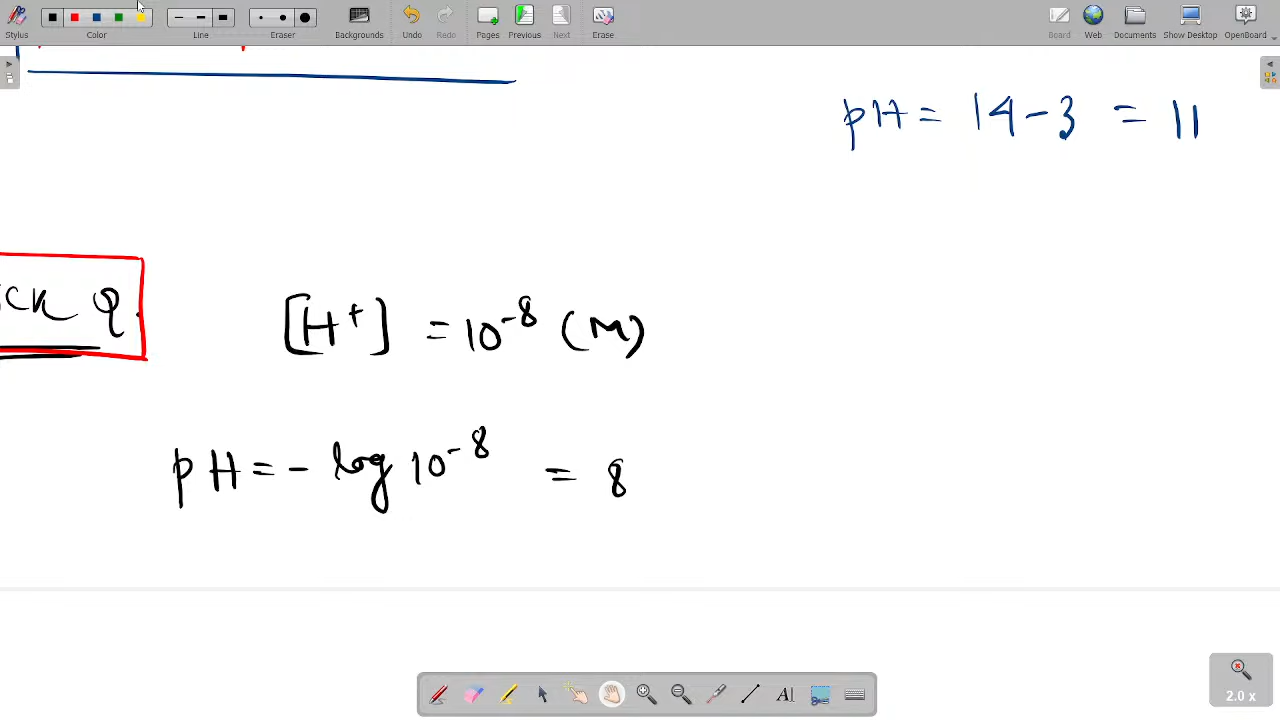 Stylus Color Line Eraser Backgrounds Undo Redo Pages Previous Next Erase Board Web Documents Show Desktop OpenBoard
pH = 14 - 3 = 11
CK Q.
[H+] = 10-8 (M)
pH = - log 10-8 = 8
2.0 x